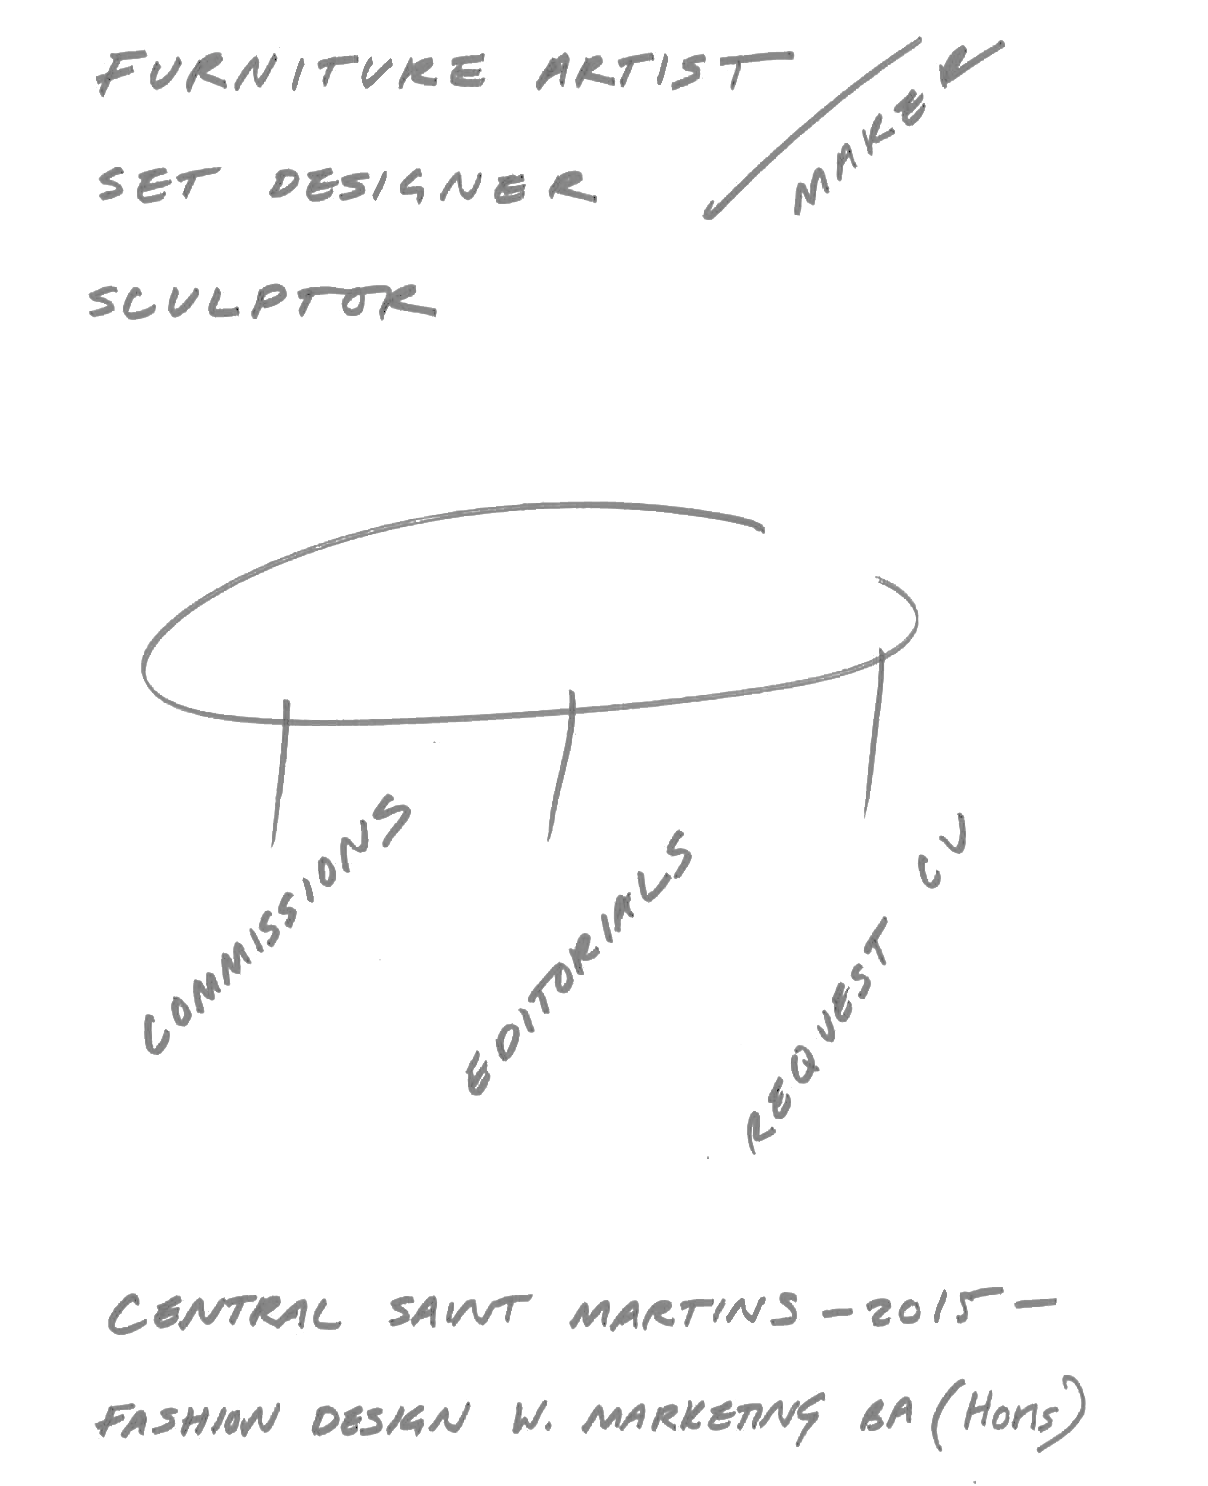 FURNITURE ARTIST
MAKER
SET DESIGNER
SCULPTOR
COMMISSIONS
EDITORIALS
REQUEST CV
CENTRAL SAINT MARTINS - 2015 -
FASHION DESIGN W. MARKETING BA (Hons)